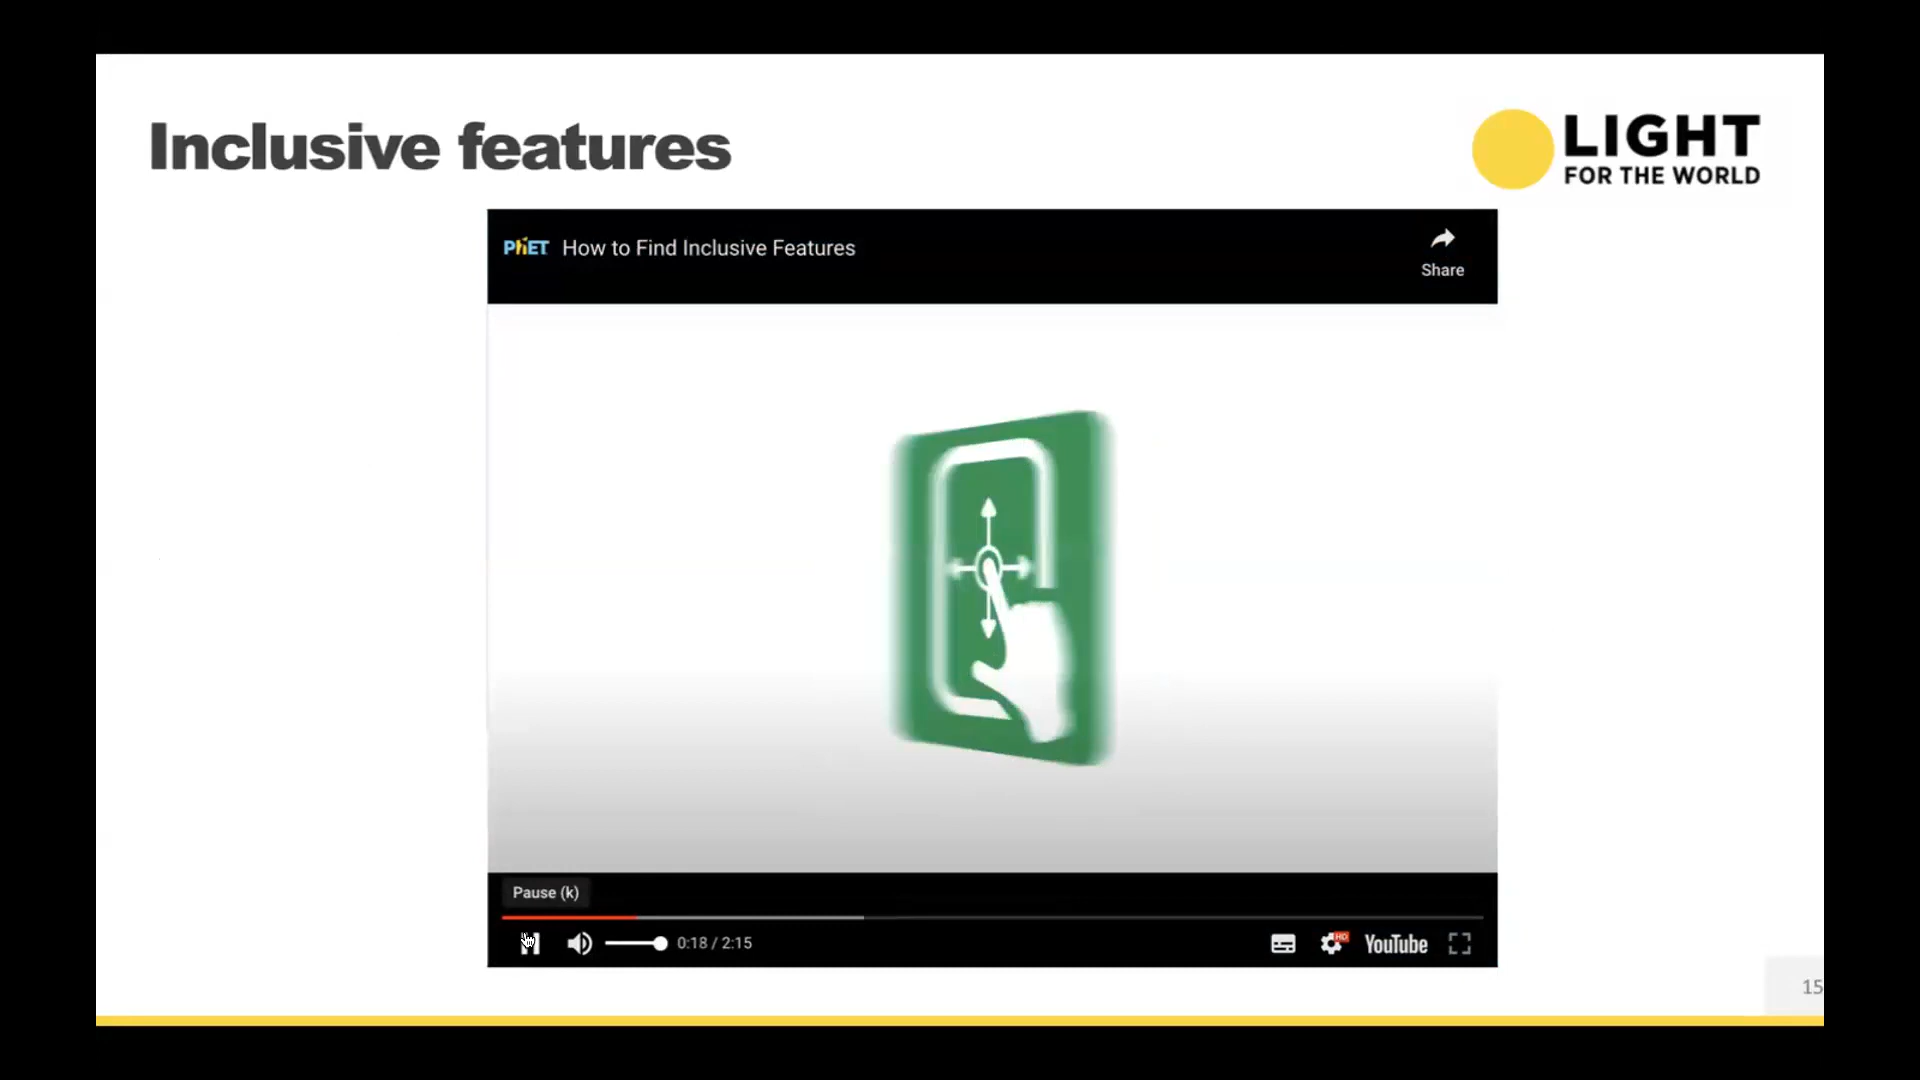 Inclusive features
LIGHT
FOR THE WORLD
PhET How to Find Inclusive Features
Share
Pause (k)
0:18 / 2:15
HD
YouTube
15